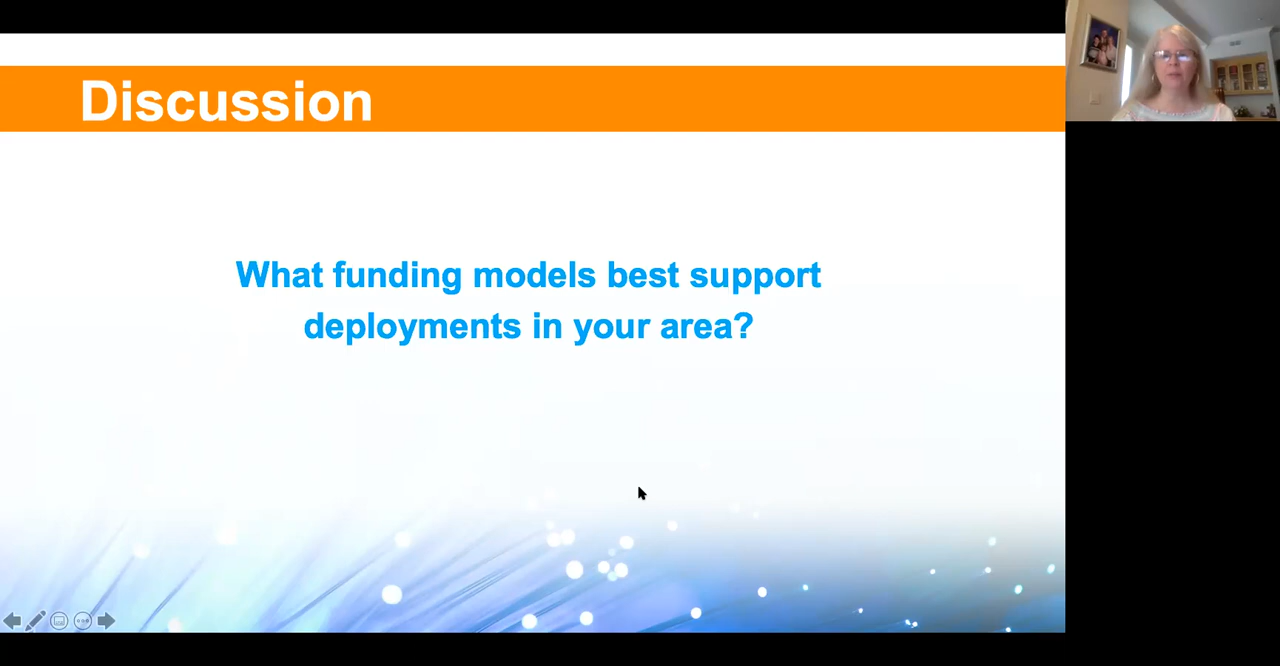 Discussion
What funding models best support
deployments in your area?